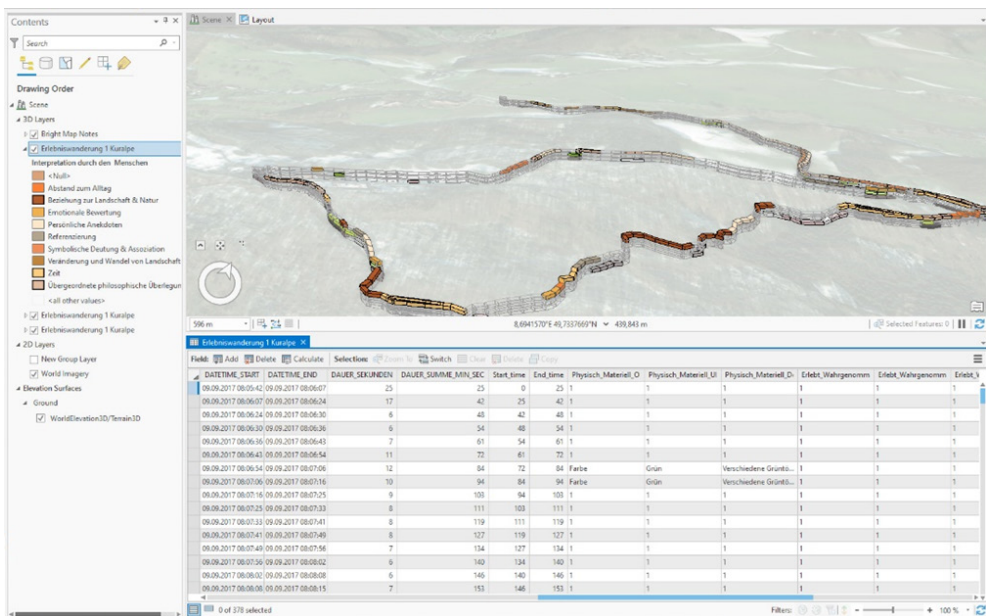 Contents
Search
Drawing Order
Scene
3D Layers
Bright Map Notes
Erlebniswanderung 1 Kuralpe
Interpretation durch den Menschen
<Null>
Abstand zum Alltag
Beziehung zur Landschaft & Natur
Emotionale Bewertung
Persönliche Anekdoten
Referenzierung
Symbolische Deutung & Assoziation
Veränderung und Wandel von Landschaft
Zeit
Übergeordnete philosophische Überlegun
<all other values>
Erlebniswanderung 1 Kuralpe
Erlebniswanderung 1 Kuralpe
2D Layers
New Group Layer
World Imagery
Elevation Surfaces
Ground
WorldElevation3D/Terrain3D
Scene Layout
596 m 8,6941570°E 49,7337669°N 439,843 m Selected Features: 0
Erlebniswanderung 1 Kuralpe
Field: Add Delete Calculate Selection: Zoom To Switch Clear Delete Copy
DATETIME_START DATETIME_END DAUER_SEKUNDEN DAUER_SUMME_MIN_SEC Start_time End_time Physisch_Materiell_O Physisch_Materiell_UI Physisch_Materiell_D Erlebt_Wahrgenomm Erlebt_Wahrgenomm
09.09.2017 08:05:42 09.09.2017 08:06:07 25 25 0 25 1 1 1 1 1 1
09.09.2017 08:06:07 09.09.2017 08:06:24 17 42 25 42 1 1 1 1 1 1
09.09.2017 08:06:24 09.09.2017 08:06:30 6 48 42 48 1 1 1 1 1 1
09.09.2017 08:06:30 09.09.2017 08:06:36 6 54 48 54 1 1 1 1 1 1
09.09.2017 08:06:36 09.09.2017 08:06:43 7 61 54 61 1 1 1 1 1 1
09.09.2017 08:06:43 09.09.2017 08:06:54 11 72 61 72 1 1 1 1 1 1
09.09.2017 08:06:54 09.09.2017 08:07:06 12 84 72 84 Farbe Grün Verschiedene Grüntö... 1 1 1
09.09.2017 08:07:06 09.09.2017 08:07:16 10 94 84 94 Farbe Grün Verschiedene Grüntö... 1 1 1
09.09.2017 08:07:16 09.09.2017 08:07:25 9 103 94 103 1 1 1 1 1 1
09.09.2017 08:07:25 09.09.2017 08:07:33 8 111 103 111 1 1 1 1 1 1
09.09.2017 08:07:33 09.09.2017 08:07:41 8 119 111 119 1 1 1 1 1 1
09.09.2017 08:07:41 09.09.2017 08:07:49 8 127 119 127 1 1 1 1 1 1
09.09.2017 08:07:49 09.09.2017 08:07:56 7 134 127 134 1 1 1 1 1 1
09.09.2017 08:07:56 09.09.2017 08:08:02 6 140 134 140 1 1 1 1 1 1
09.09.2017 08:08:02 09.09.2017 08:08:08 6 146 140 146 1 1 1 1 1 1
09.09.2017 08:08:08 09.09.2017 08:08:15 7 153 146 153 1 1 1 1 1 1
0 of 378 selected Filters: 100 %